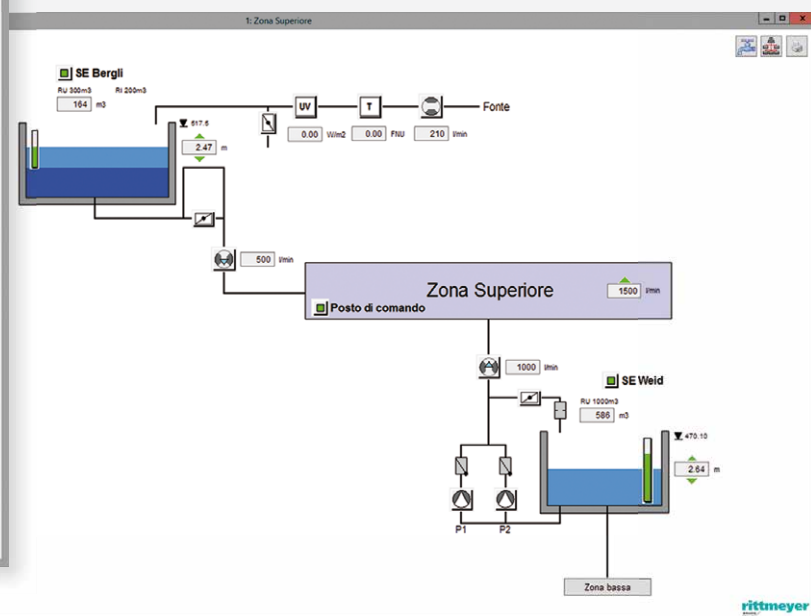 1: Zona Superiore
SE Bergli
RU 300m3 RI 200m3
164 m3
617.5
2.47 m
UV
T
Fonte
0.00 W/m2
0.00 FNU
210 l/min
500 l/min
Zona Superiore
1500 l/min
Posto di comando
1000 l/min
SE Weid
RU 1000m3
586 m3
470.10
2.64 m
P1
P2
Zona bassa
rittmeyer